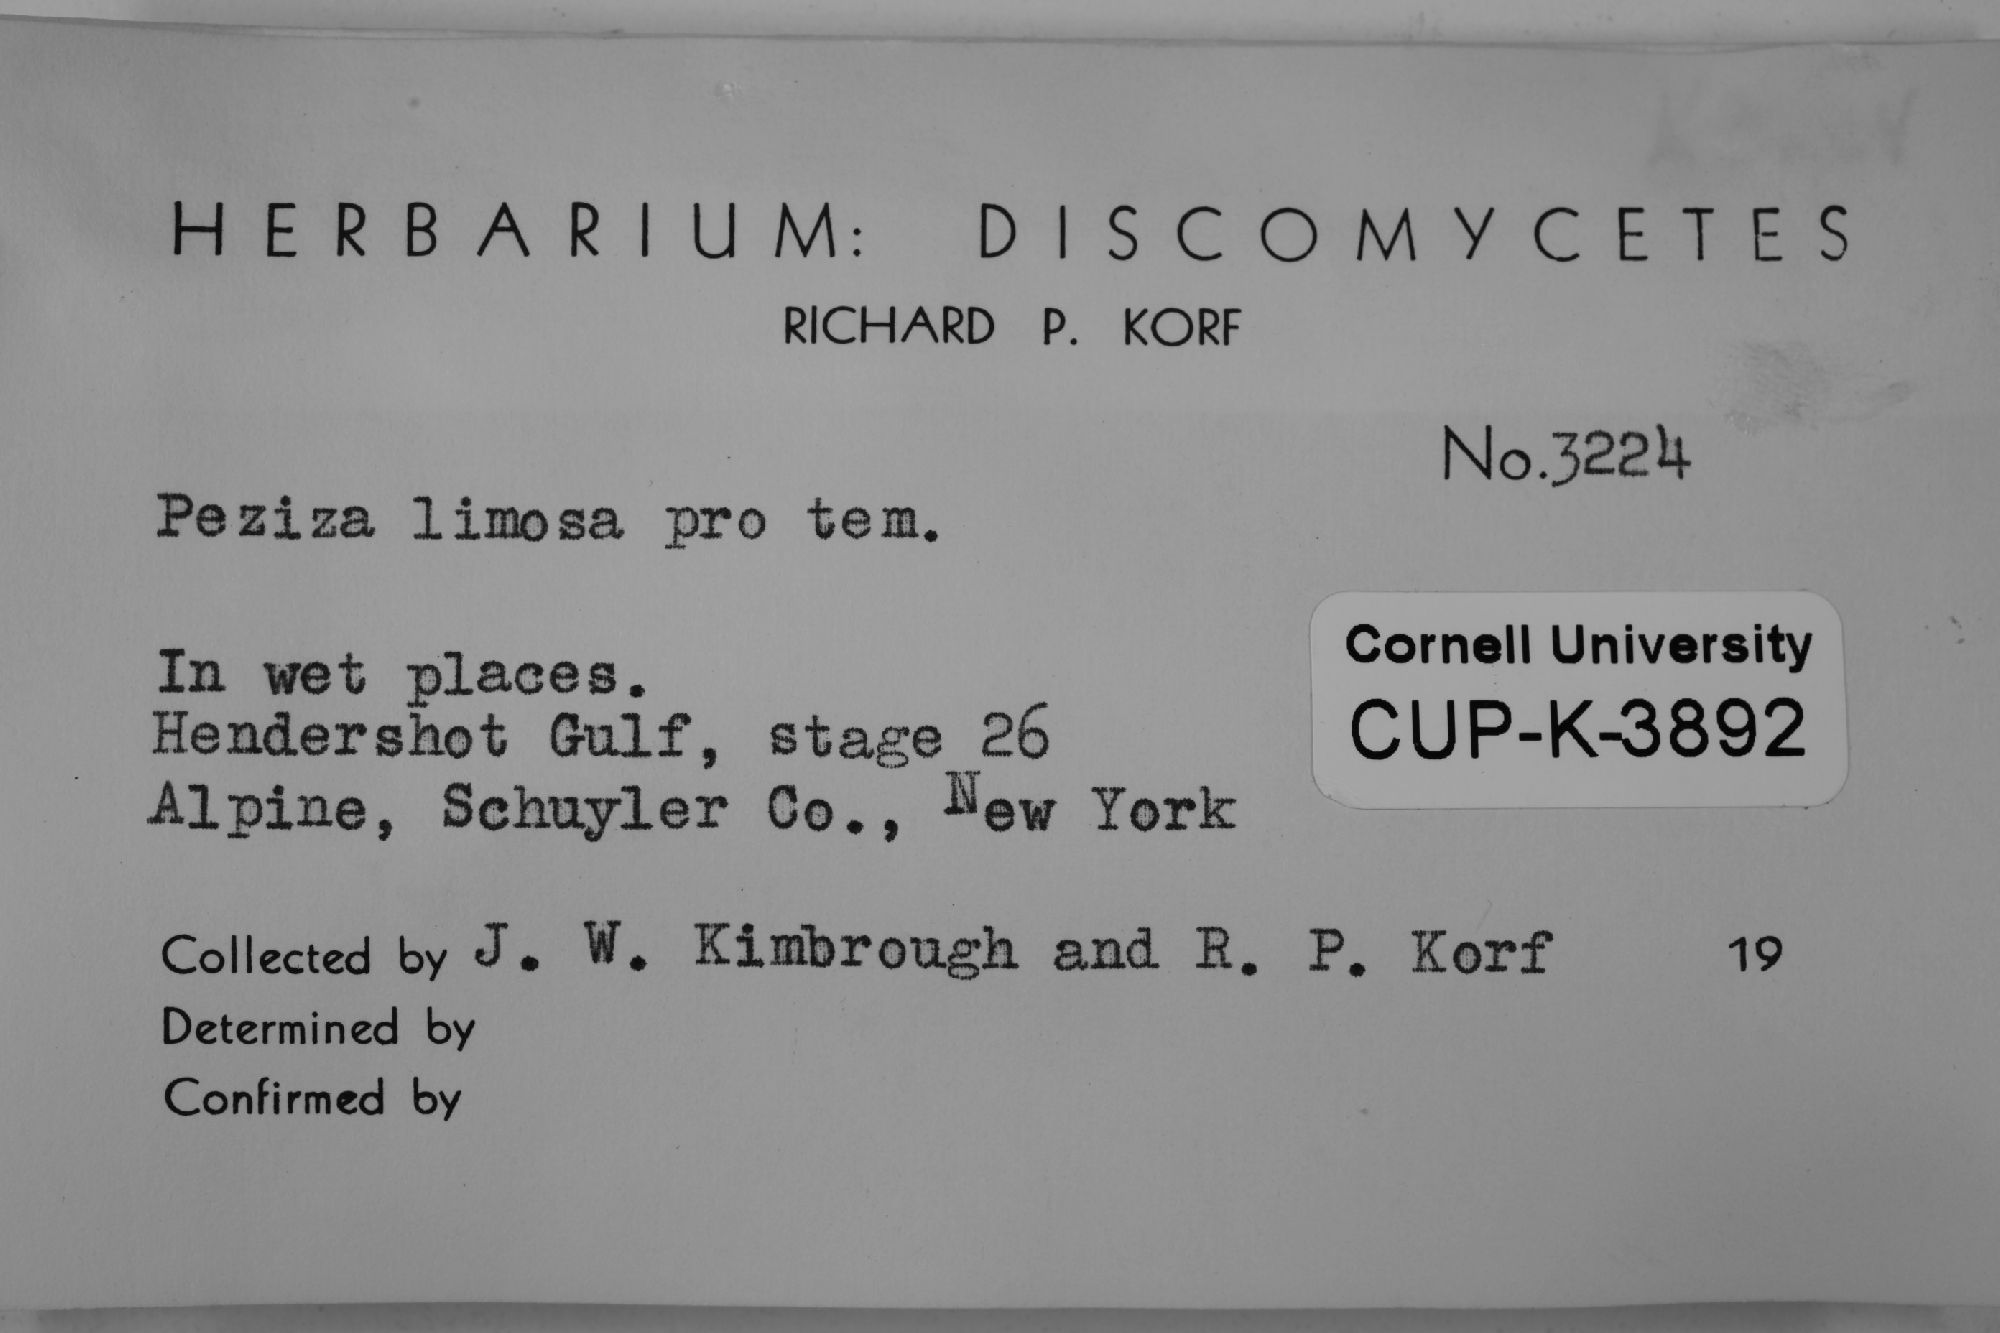 HERBARIUM: DISCOMYCETES
RICHARD P. KORF
No. 3224
Peziza limosa pro tem.
In wet places.
Hendershot Gulf, stage 26
Alpine, Schuyler Co., New York
Cornell University
CUP-K-3892
Collected by J. W. Kimbrough and R. P. Korf 19
Determined by
Confirmed by